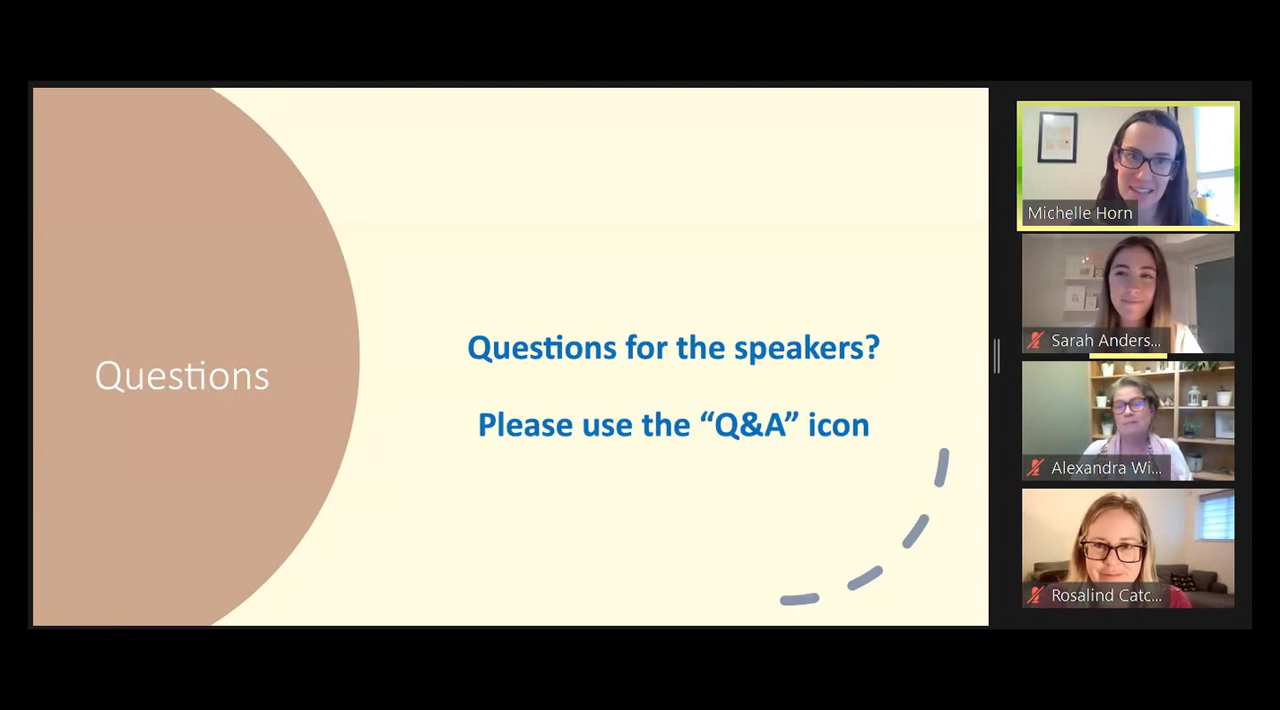 Questions
Questions for the speakers?
Please use the “Q&A” icon
Michelle Horn
Sarah Anders...
Alexandra Wi...
Rosalind Catc...